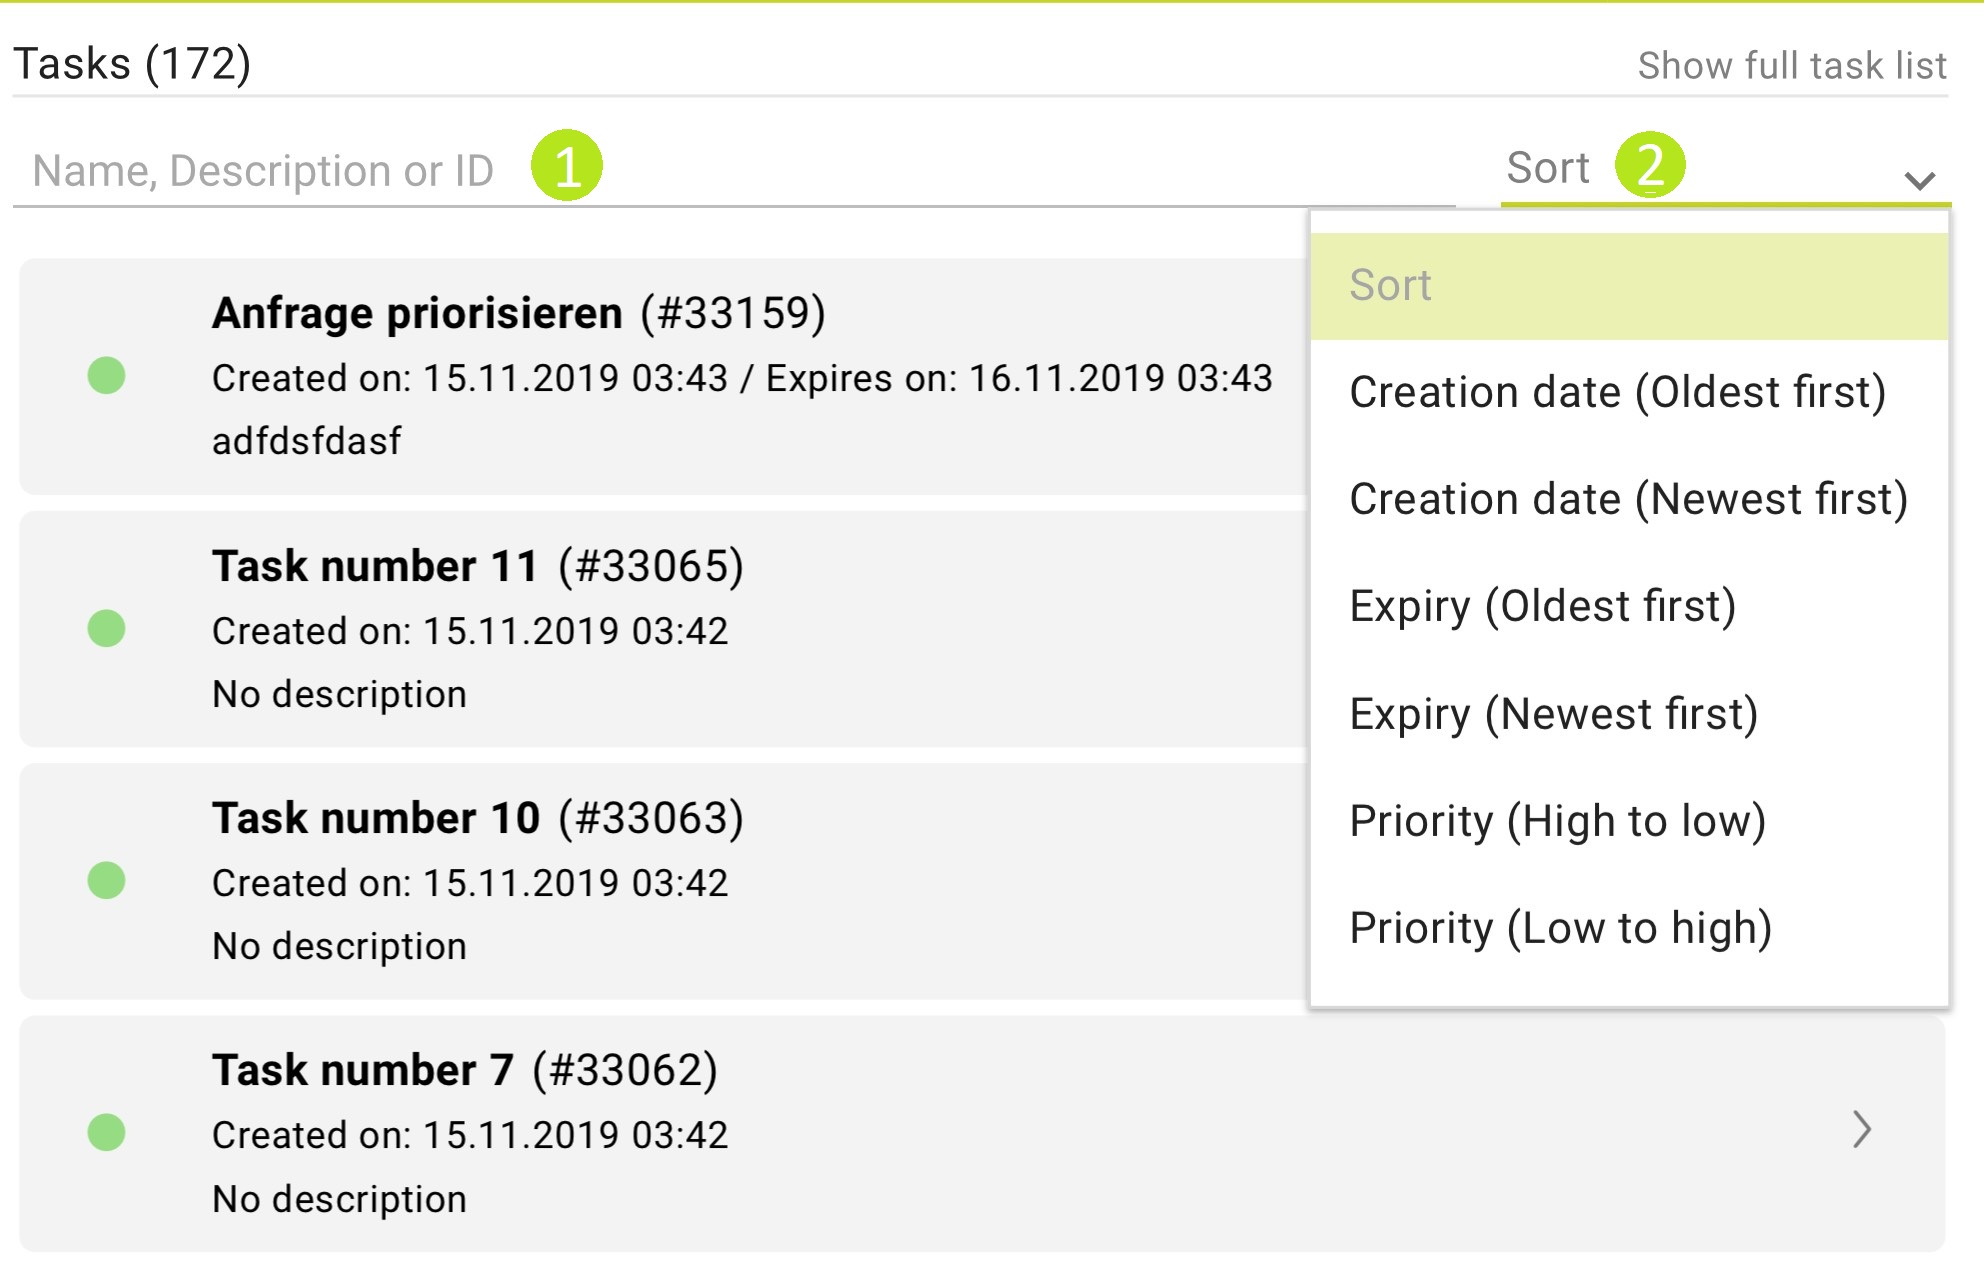 Tasks (172)
Show full task list
Name, Description or ID 1
Sort 2
Sort
Creation date (Oldest first)
Creation date (Newest first)
Expiry (Oldest first)
Expiry (Newest first)
Priority (High to low)
Priority (Low to high)
Anfrage priorisieren (#33159)
Created on: 15.11.2019 03:43 / Expires on: 16.11.2019 03:43
adfdsfdasf
Task number 11 (#33065)
Created on: 15.11.2019 03:42
No description
Task number 10 (#33063)
Created on: 15.11.2019 03:42
No description
Task number 7 (#33062)
Created on: 15.11.2019 03:42
No description